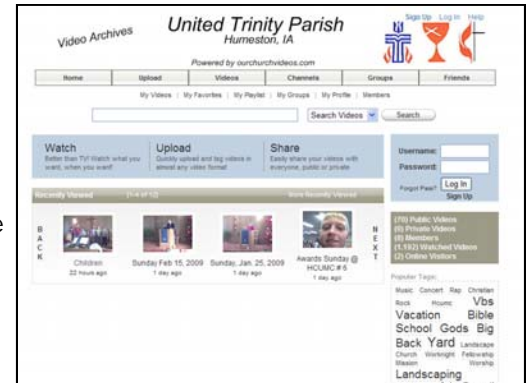 e
Video Archives
United Trinity Parish
Humeston, IA
Powered by ourchurchvideos.com
Sign Up Log In Help
Home Upload Videos Channels Groups Friends
My Videos | My Favorites | My Playlist | My Groups | My Profile | Members
Search Videos Search
Watch
Better than TV! Watch what you want, when you want!
Upload
Quickly upload and tag videos in almost any video format!
Share
Easily share your videos with everyone, public or private
Username:
Password:
Forgot Pass? Log In
Sign Up
Recently Viewed (1-4 of 12) More Recently Viewed
BACK
Children
22 hours ago
Sunday Feb 15, 2009
1 day ago
Sunday, Jan. 25, 2009
1 day ago
Awards Sunday @ HCUMC # 6
1 day ago
NEXT
(70) Public Videos
(0) Private Videos
(8) Members
(1,192) Watched Videos
(2) Online Visitors
Popular Tags:
Music Concert Rap Christian
Rock Hcumc Vbs
Vacation Bible
School Gods Big
Back Yard Landscape
Church Worknight Fellowship
Mission Worship
Landscaping